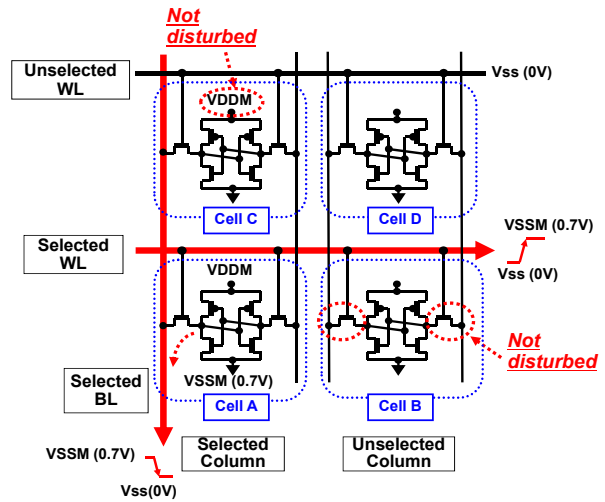 Not
disturbed
Unselected
WL
Vss (0V)
VDDM
Cell C
Cell D
Selected
WL
VSSM (0.7V)
Vss (0V)
VDDM
Not
disturbed
VSSM (0.7V)
Selected
BL
Cell A
Cell B
VSSM (0.7V)
Vss(0V)
Selected
Column
Unselected
Column